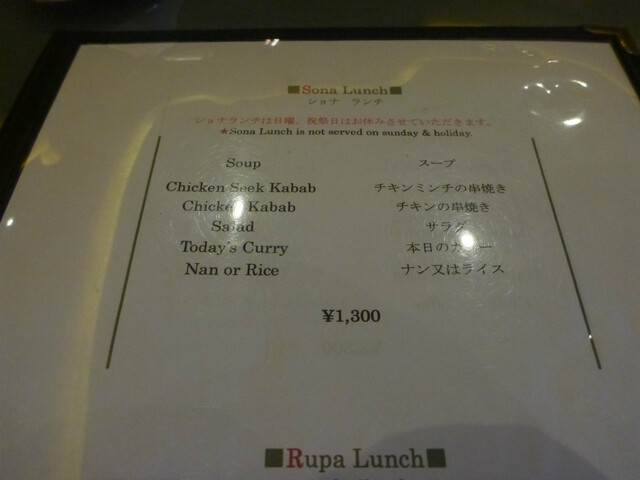 ■Sona Lunch■
ショナ ランチ
ショナランチは日曜、祝祭日はお休みさせていただきます。
★Sona Lunch is not served on sunday & holiday.
Soup スープ
Chicken Seek Kabab チキンミンチの串焼き
Chicken Kabab チキンの串焼き
Salad サラダ
Today's Curry 本日のカレー
Nan or Rice ナン又はライス
¥1,300
■Rupa Lunch■